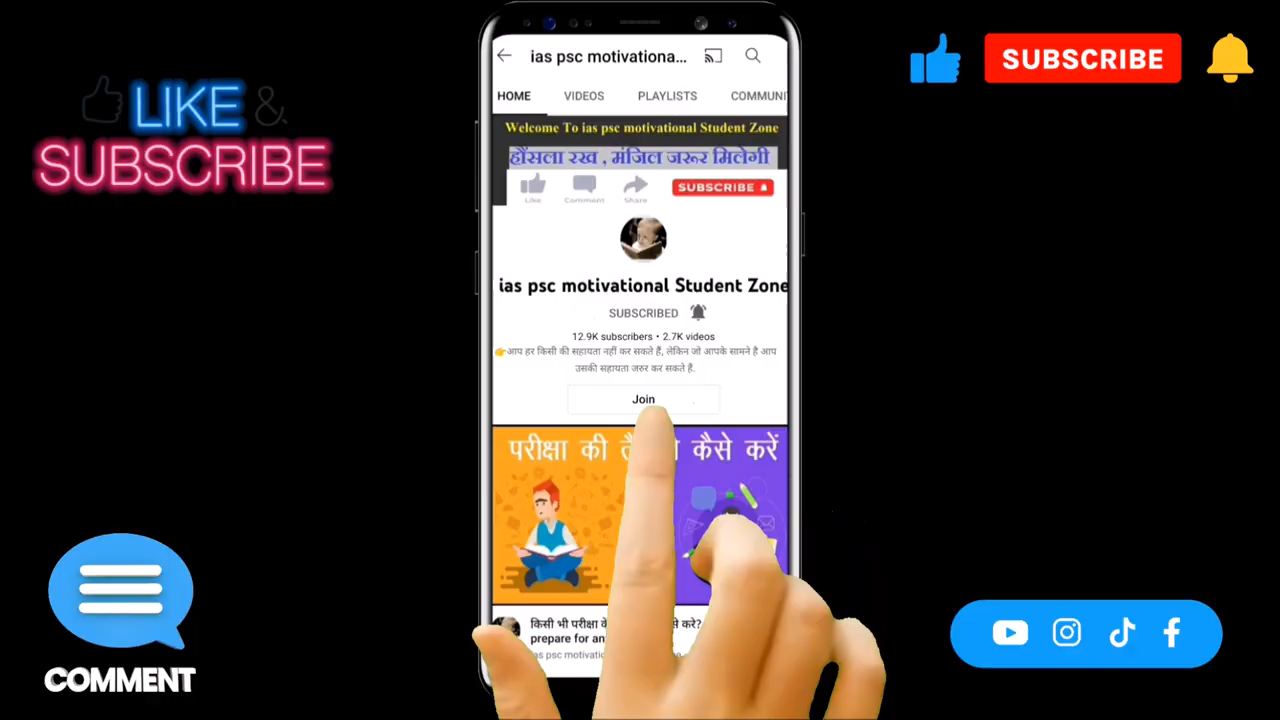 LIKE &
SUBSCRIBE
SUBSCRIBE
ias psc motivationa...
HOME VIDEOS PLAYLISTS COMMUNI
Welcome To ias psc motivational Student Zone
हौंसला रख , मंजिल जरूर मिलेगी
Like Comment Share SUBSCRIBE
ias psc motivational Student Zone
SUBSCRIBED
12.9K subscribers • 2.7K videos
👉आप हर किसी की सहायता नहीं कर सकते हैं, लेकिन जो आपके सामने है आप
उसकी सहायता जरुर कर सकते है.
Join
परीक्षा की कैसे करें
किसी भी परीक्षा करे?
prepare for
ias psc
COMMENT